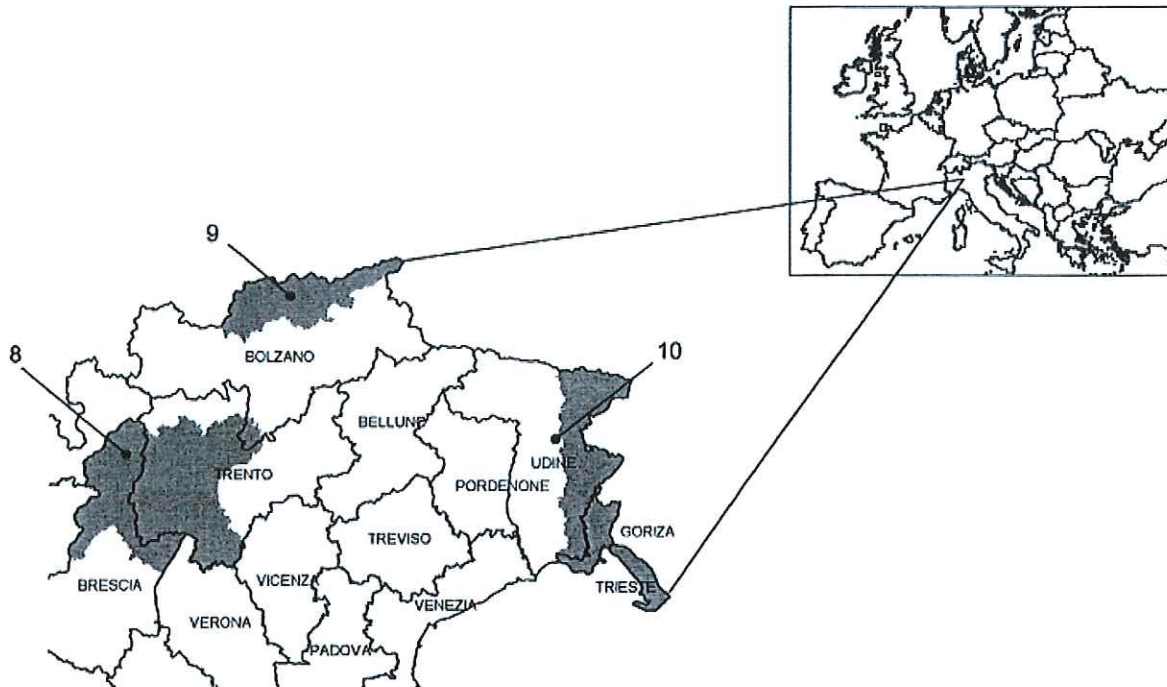 9
8
10
BOLZANO
BELLUNO
TRENTO
UDINE
PORDENONE
GORIZA
TREVISO
TRIESTE
BRESCIA
VICENZA
VENEZIA
VERONA
PADOVA